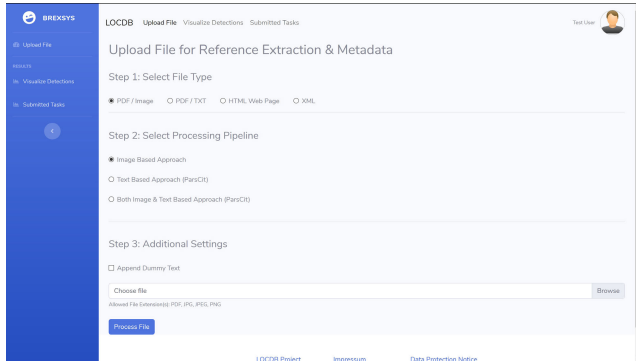 BREXSYS
LOCDB Upload File Visualize Detections Submitted Tasks
Test User
Upload File
RESULTS
Visualize Detections
Submitted Tasks
Upload File for Reference Extraction & Metadata
Step 1: Select File Type
PDF / Image PDF / TXT HTML Web Page XML
Step 2: Select Processing Pipeline
Image Based Approach
Text Based Approach (ParsCit)
Both Image & Text Based Approach (ParsCit)
Step 3: Additional Settings
Append Dummy Text
Choose file Browse
Allowed File Extension(s): PDF, JPG, JPEG, PNG
Process File
LOCDB Project Impressum Data Protection Notice